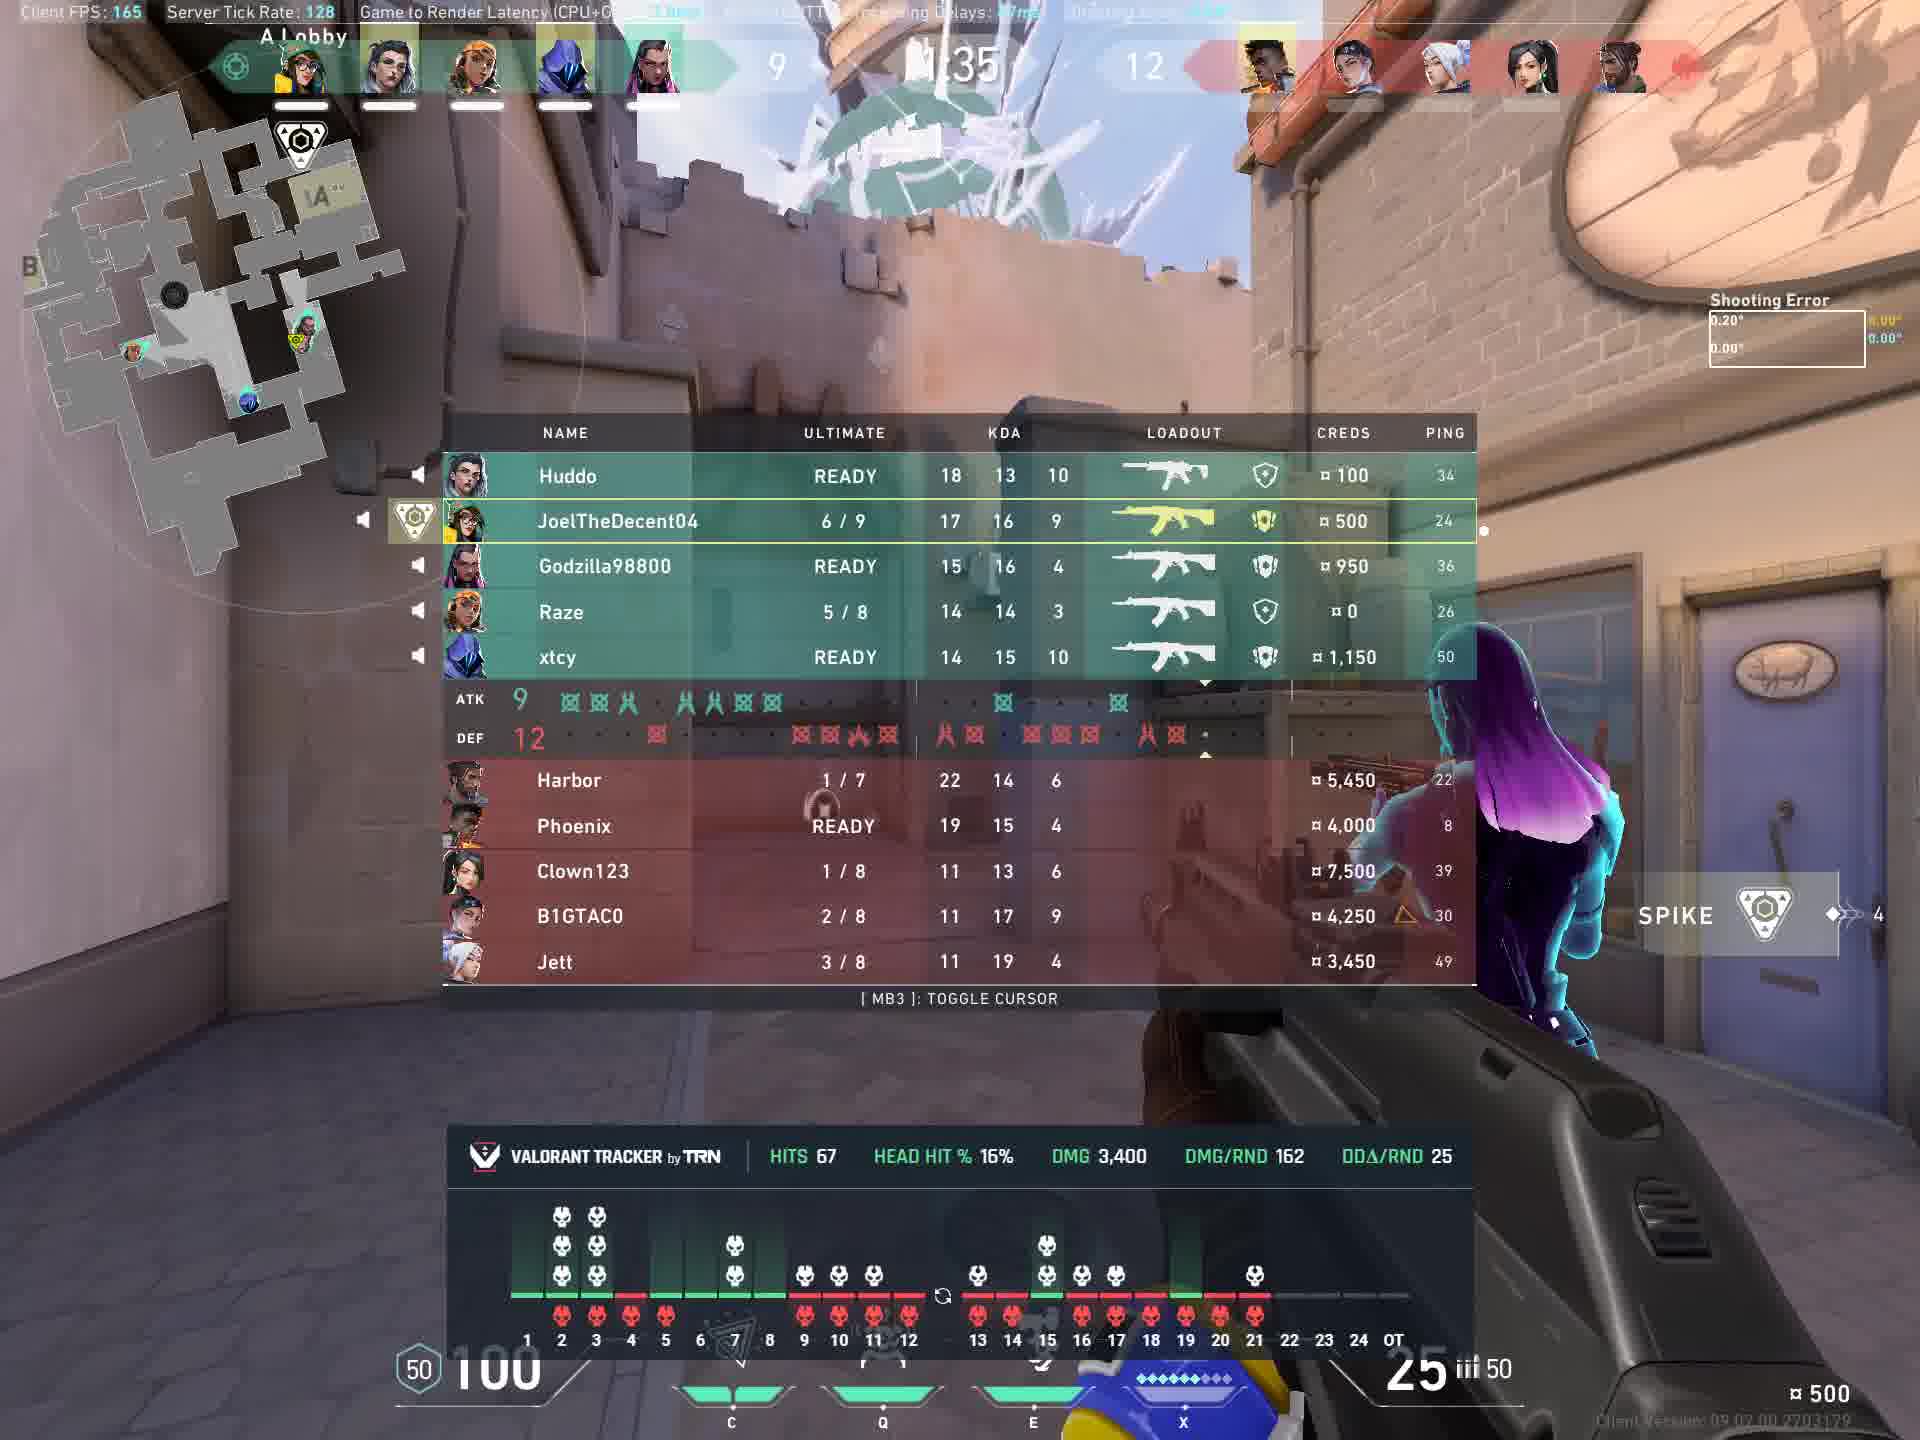 Client FPS: 165 Server Tick Rate: 128 Game to Render Latency (CPU+G
A Lobby
9 1:35 12
A
B
Shooting Error
0.20°
0.00°
0.00°
0.00°
NAME ULTIMATE KDA LOADOUT CREDS PING
Huddo READY 18 13 10 100 34
JoelTheDecent04 6 / 9 17 16 9 500 24
Godzilla98800 READY 15 16 4 950 36
Raze 5 / 8 14 14 3 0 26
xtcy READY 14 15 10 1,150 50
ATK 9
DEF 12
Harbor 1 / 7 22 14 6 5,450 22
Phoenix READY 19 15 4 4,000 8
Clown123 1 / 8 11 13 6 7,500 39
B1GTAC0 2 / 8 11 17 9 4,250 30
Jett 3 / 8 11 19 4 3,450 49
[ MB3 ]: TOGGLE CURSOR
SPIKE 4
VALORANT TRACKER by TRN HITS 67 HEAD HIT % 16% DMG 3,400 DMG/RND 162 DDΔ/RND 25
1 2 3 4 5 6 7 8 9 10 11 12 13 14 15 16 17 18 19 20 21 22 23 24 OT
50 100 25 50
C Q E X
500